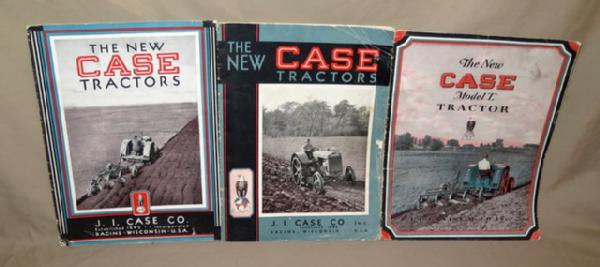 THE NEW
CASE
TRACTORS
J. I. CASE CO.
RACINE-WISCONSIN-U.S.A.
THE
NEW
CASE
TRACTORS
J. I. CASE CO INC.
RACINE-WISCONSIN U.S.A.
The New
CASE
Model
TRACTOR